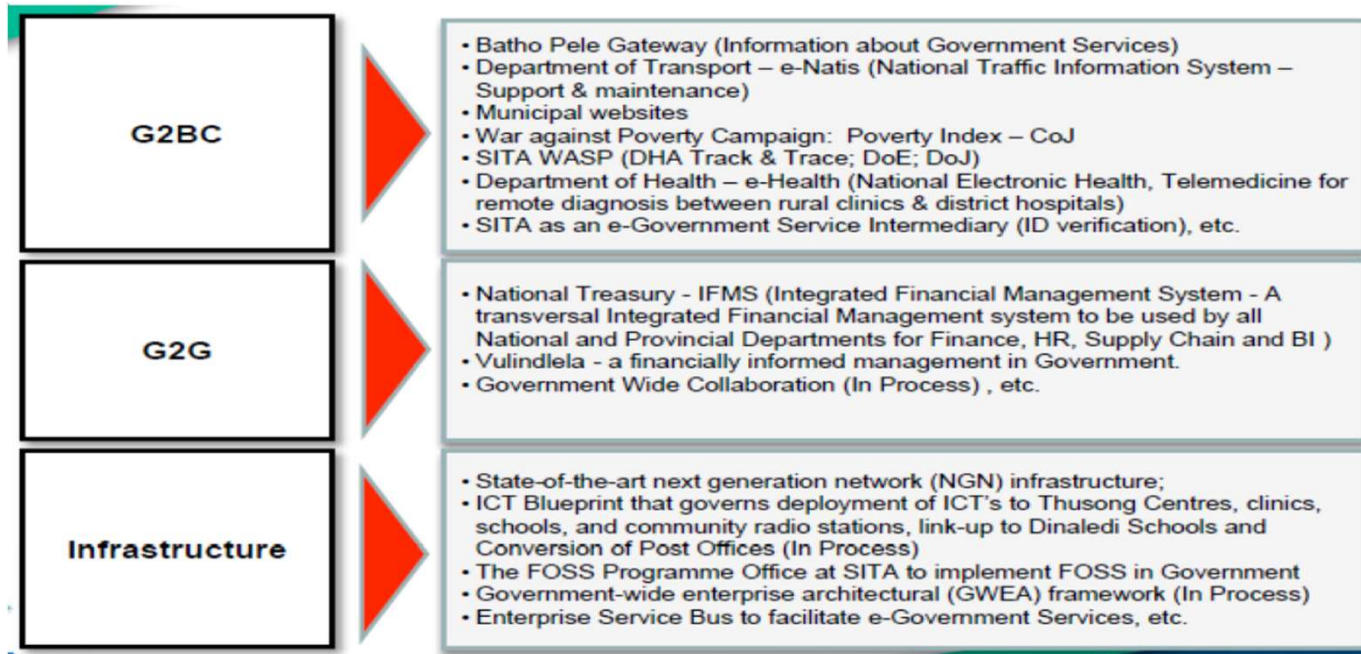 G2BC
• Batho Pele Gateway (Information about Government Services)
• Department of Transport – e-Natis (National Traffic Information System –
Support & maintenance)
• Municipal websites
• War against Poverty Campaign: Poverty Index – CoJ
• SITA WASP (DHA Track & Trace; DoE; DoJ)
• Department of Health – e-Health (National Electronic Health, Telemedicine for
remote diagnosis between rural clinics & district hospitals)
• SITA as an e-Government Service Intermediary (ID verification), etc.
G2G
• National Treasury - IFMS (Integrated Financial Management System - A
transversal Integrated Financial Management system to be used by all
National and Provincial Departments for Finance, HR, Supply Chain and BI )
• Vulindlela - a financially informed management in Government.
• Government Wide Collaboration (In Process) , etc.
Infrastructure
• State-of-the-art next generation network (NGN) infrastructure;
• ICT Blueprint that governs deployment of ICT's to Thusong Centres, clinics,
schools, and community radio stations, link-up to Dinaledi Schools and
Conversion of Post Offices (In Process)
• The FOSS Programme Office at SITA to implement FOSS in Government
• Government-wide enterprise architectural (GWEA) framework (In Process)
• Enterprise Service Bus to facilitate e-Government Services, etc.